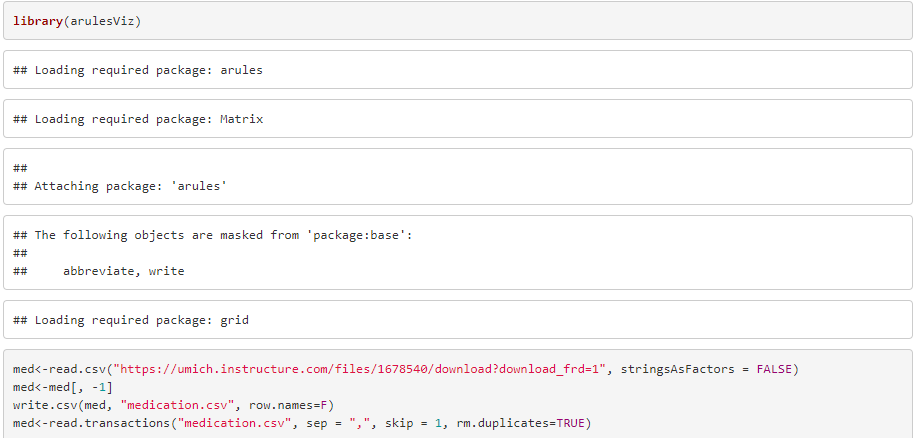 library(arulesViz)
## Loading required package: arules
## Loading required package: Matrix
##
## Attaching package: 'arules'
## The following objects are masked from 'package:base':
##
##     abbreviate, write
## Loading required package: grid
med<-read.csv("https://umich.instructure.com/files/1678540/download?download_frd=1", stringsAsFactors = FALSE)
med<-med[, -1]
write.csv(med, "medication.csv", row.names=F)
med<-read.transactions("medication.csv", sep = ",", skip = 1, rm.duplicates=TRUE)